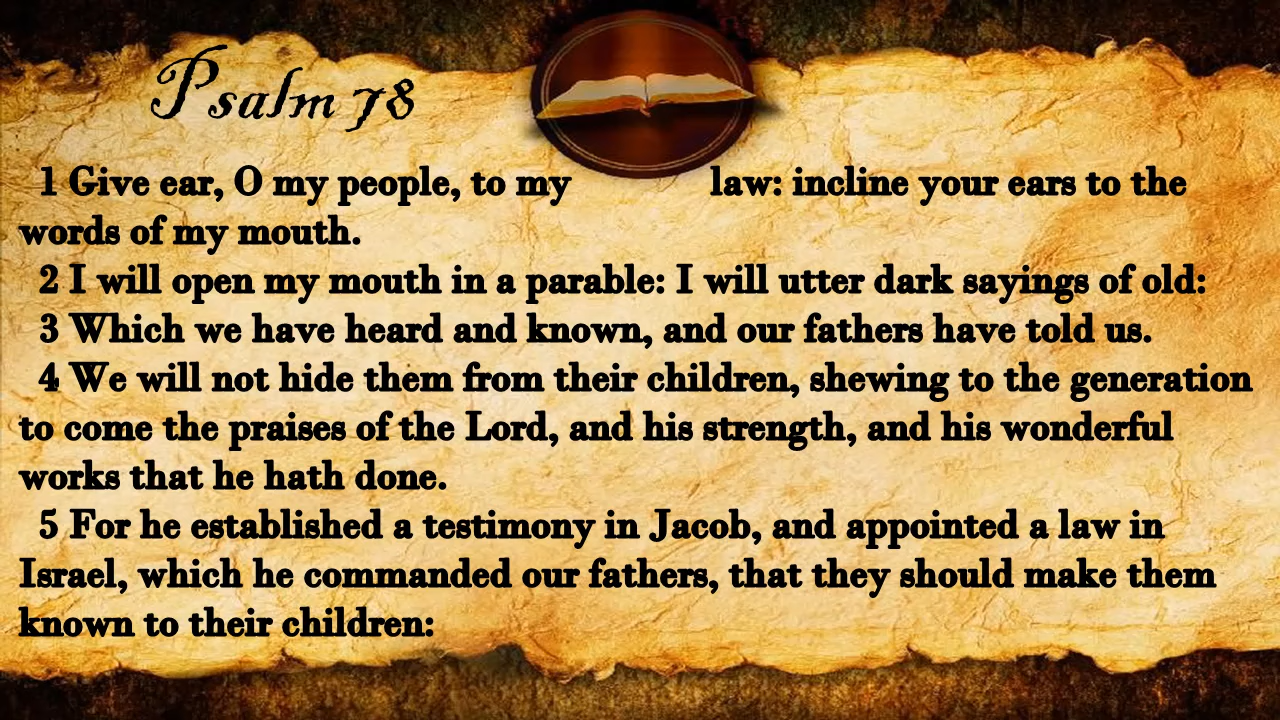 Psalm 78
1 Give ear, O my people, to my law: incline your ears to the
words of my mouth.
2 I will open my mouth in a parable: I will utter dark sayings of old:
3 Which we have heard and known, and our fathers have told us.
4 We will not hide them from their children, shewing to the generation
to come the praises of the Lord, and his strength, and his wonderful
works that he hath done.
5 For he established a testimony in Jacob, and appointed a law in
Israel, which he commanded our fathers, that they should make them
known to their children: